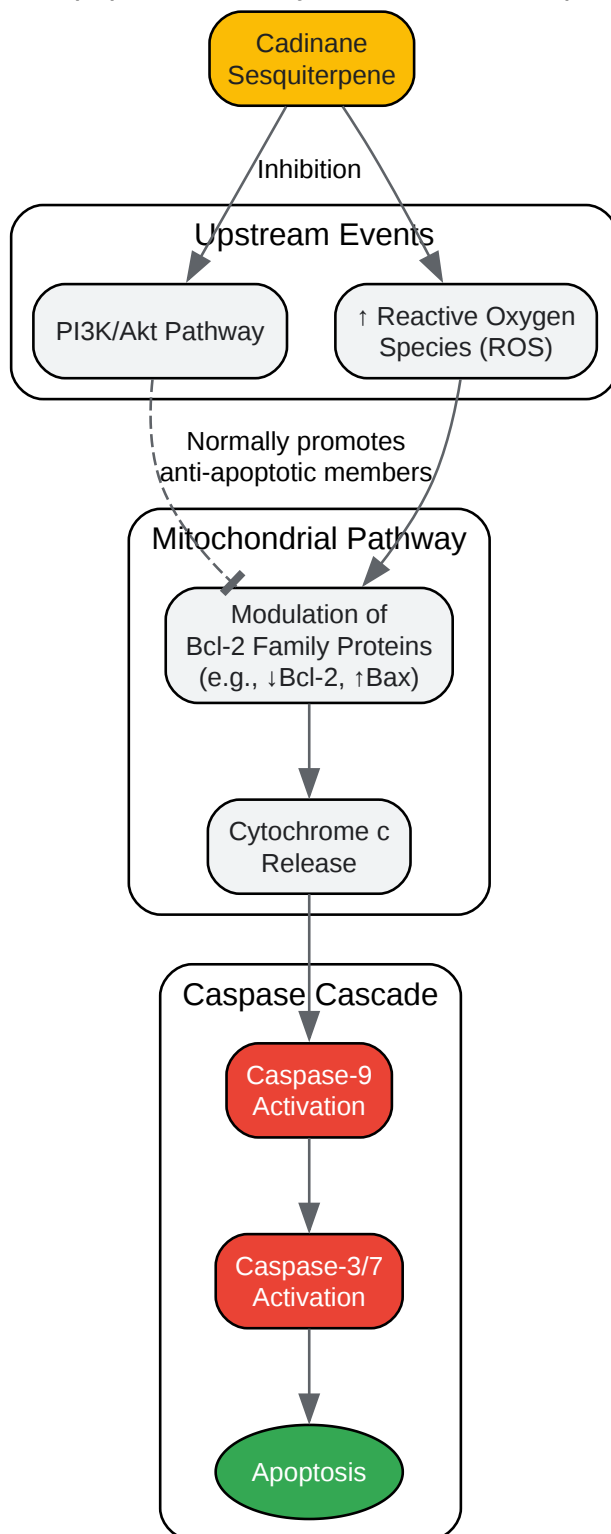 Cadinane
Sesquiterpene
Inhibition
Upstream Events
PI3K/Akt Pathway
↑ Reactive Oxygen
Species (ROS)
Normally promotes
anti-apoptotic members
Mitochondrial Pathway
Modulation of
Bcl-2 Family Proteins
(e.g., ↓Bcl-2, ↑Bax)
Cytochrome c
Release
Caspase Cascade
Caspase-9
Activation
Caspase-3/7
Activation
Apoptosis